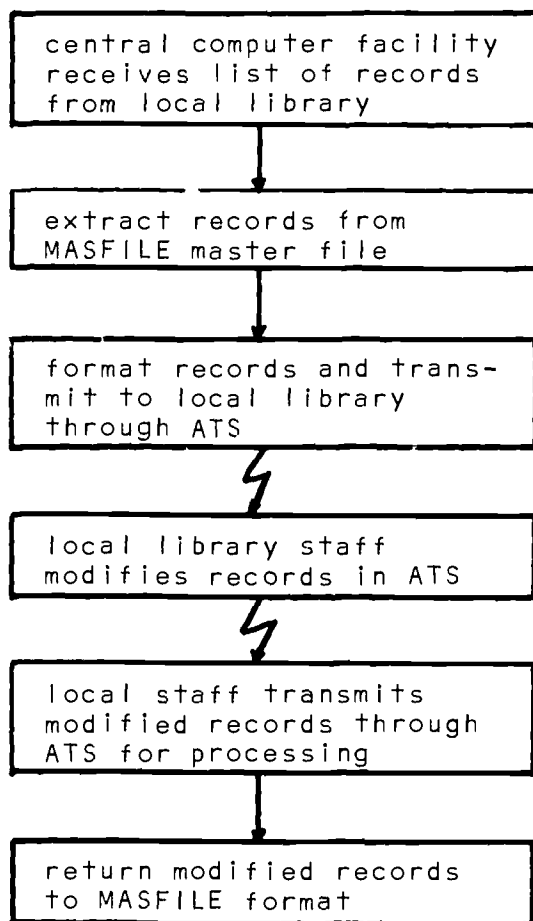 central computer facility
receives list of records
from local library
extract records from
MASFILE master file
format records and trans-
mit to local library
through ATS
local library staff
modifies records in ATS
local staff transmits
modified records through
ATS for processing
return modified records
to MASFILE format